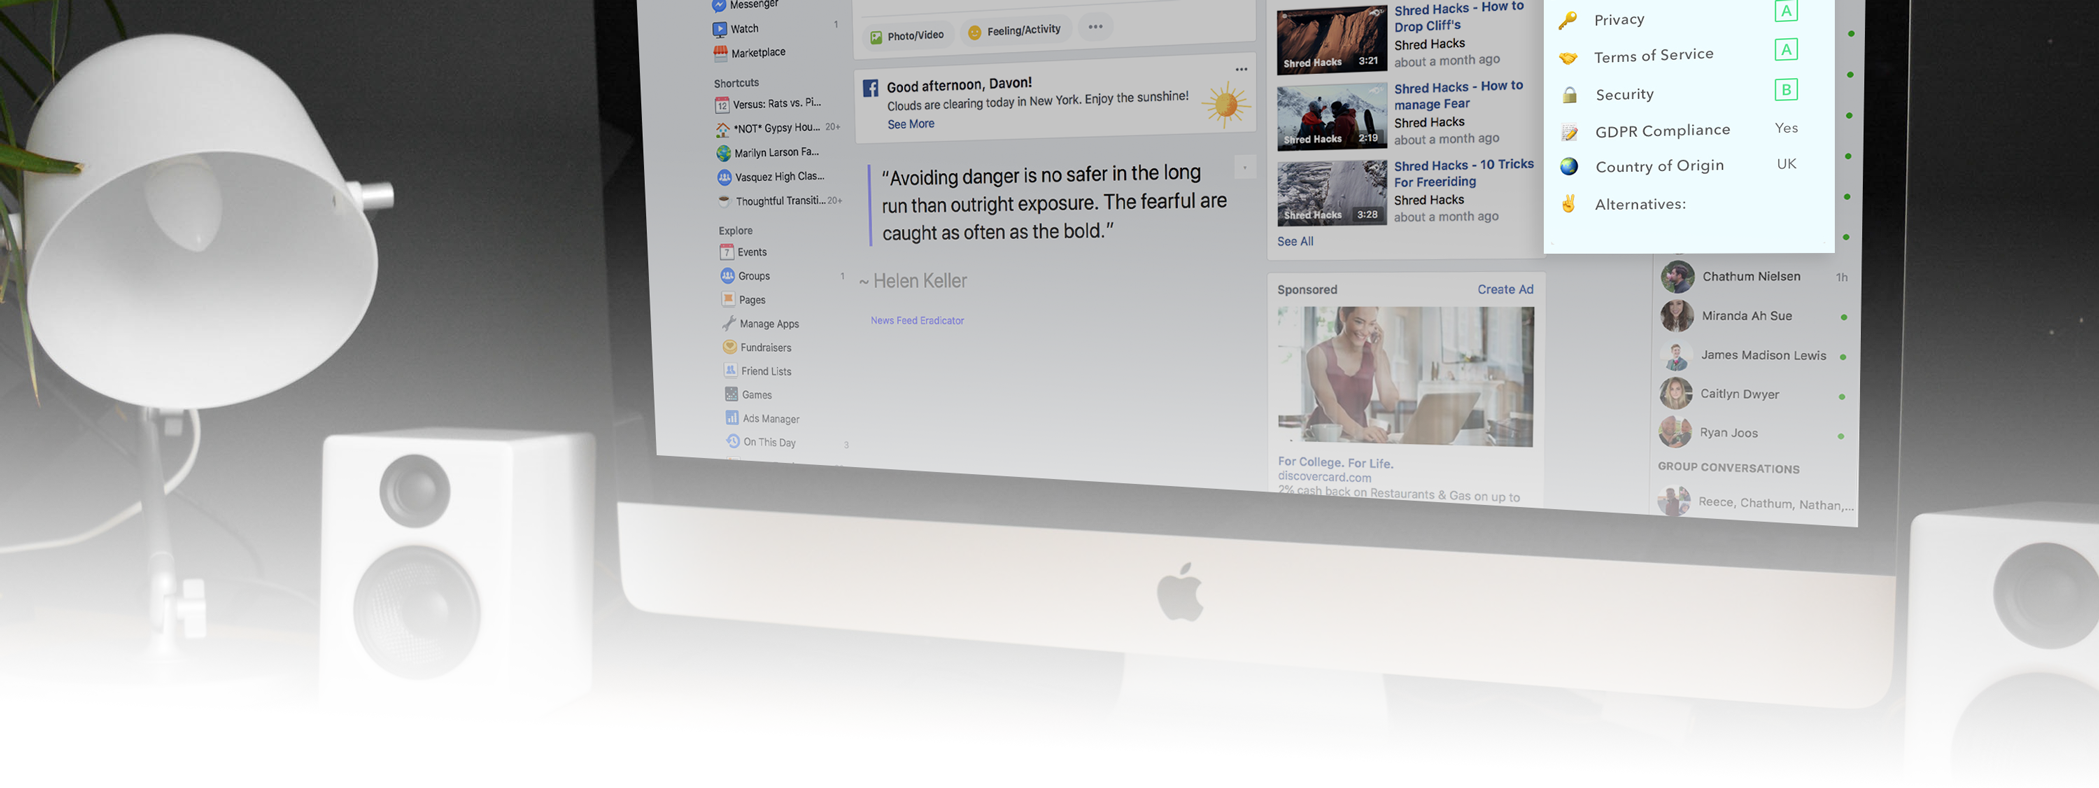 Messenger
Watch 1
Marketplace
Shortcuts
12 Versus: Rats vs. Pi...
*NOT* Gypsy Hou... 20+
Marilyn Larson Fa...
Vasquez High Clas...
Thoughtful Transiti... 20+
Explore
7 Events
Groups 1
Pages
Manage Apps
Fundraisers
Friend Lists
Games
Ads Manager
On This Day 3
Photo/Video
Feeling/Activity
Good afternoon, Davon!
Clouds are clearing today in New York. Enjoy the sunshine!
See More
“Avoiding danger is no safer in the long
run than outright exposure. The fearful are
caught as often as the bold.”
~ Helen Keller
News Feed Eradicator
Shred Hacks 3:21
Shred Hacks - How to
Drop Cliff's
Shred Hacks
about a month ago
Shred Hacks 2:19
Shred Hacks - How to
manage Fear
Shred Hacks
about a month ago
Shred Hacks 3:28
Shred Hacks - 10 Tricks
For Freeriding
Shred Hacks
about a month ago
See All
Sponsored Create Ad
For College. For Life.
discovercard.com
2% cash back on Restaurants & Gas on up to
Privacy A
Terms of Service A
Security B
GDPR Compliance Yes
Country of Origin UK
Alternatives:
Chathum Nielsen 1h
Miranda Ah Sue
James Madison Lewis
Caitlyn Dwyer
Ryan Joos
GROUP CONVERSATIONS
Reece, Chathum, Nathan,...